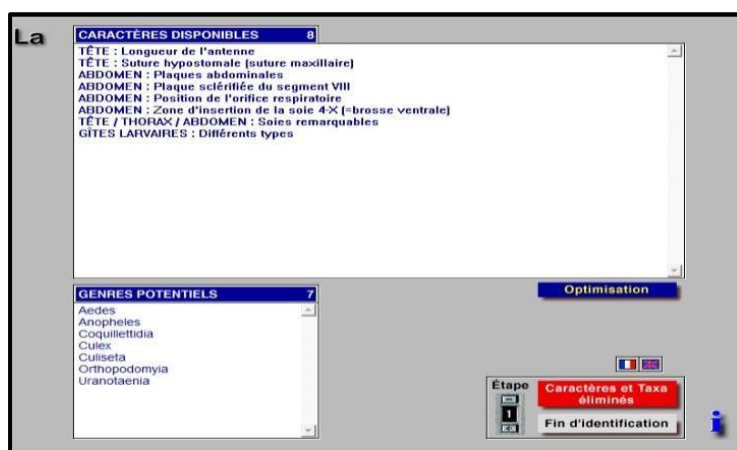 La
CARACTÈRES DISPONIBLES 8
TÊTE : Longueur de l'antenne
TÊTE : Suture hypostomale (suture maxillaire)
ABDOMEN : Plaques abdominales
ABDOMEN : Plaque sclérifiée du segment VIII
ABDOMEN : Position de l'orifice respiratoire
ABDOMEN : Zone d'insertion de la soie 4-X (=brosse ventrale)
TÊTE / THORAX / ABDOMEN : Soies remarquables
GÎTES LARVAIRES : Différents types
Optimisation
GENRES POTENTIELS 7
Aedes
Anopheles
Coquillettidia
Culex
Culiseta
Orthopodomyia
Uranotaenia
Étape
1
Caractères et Taxa
éliminés
Fin d'identification
i